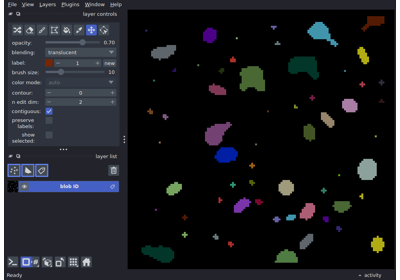 File View Layers Plugins Window Help
layer controls
opacity: 0.70
blending: translucent
label: 1 new
brush size: 10
color mode: auto
contour: 0
n edit dim: 2
contiguous:
preserve
labels:
show
selected:
layer list
blob ID
Ready activity